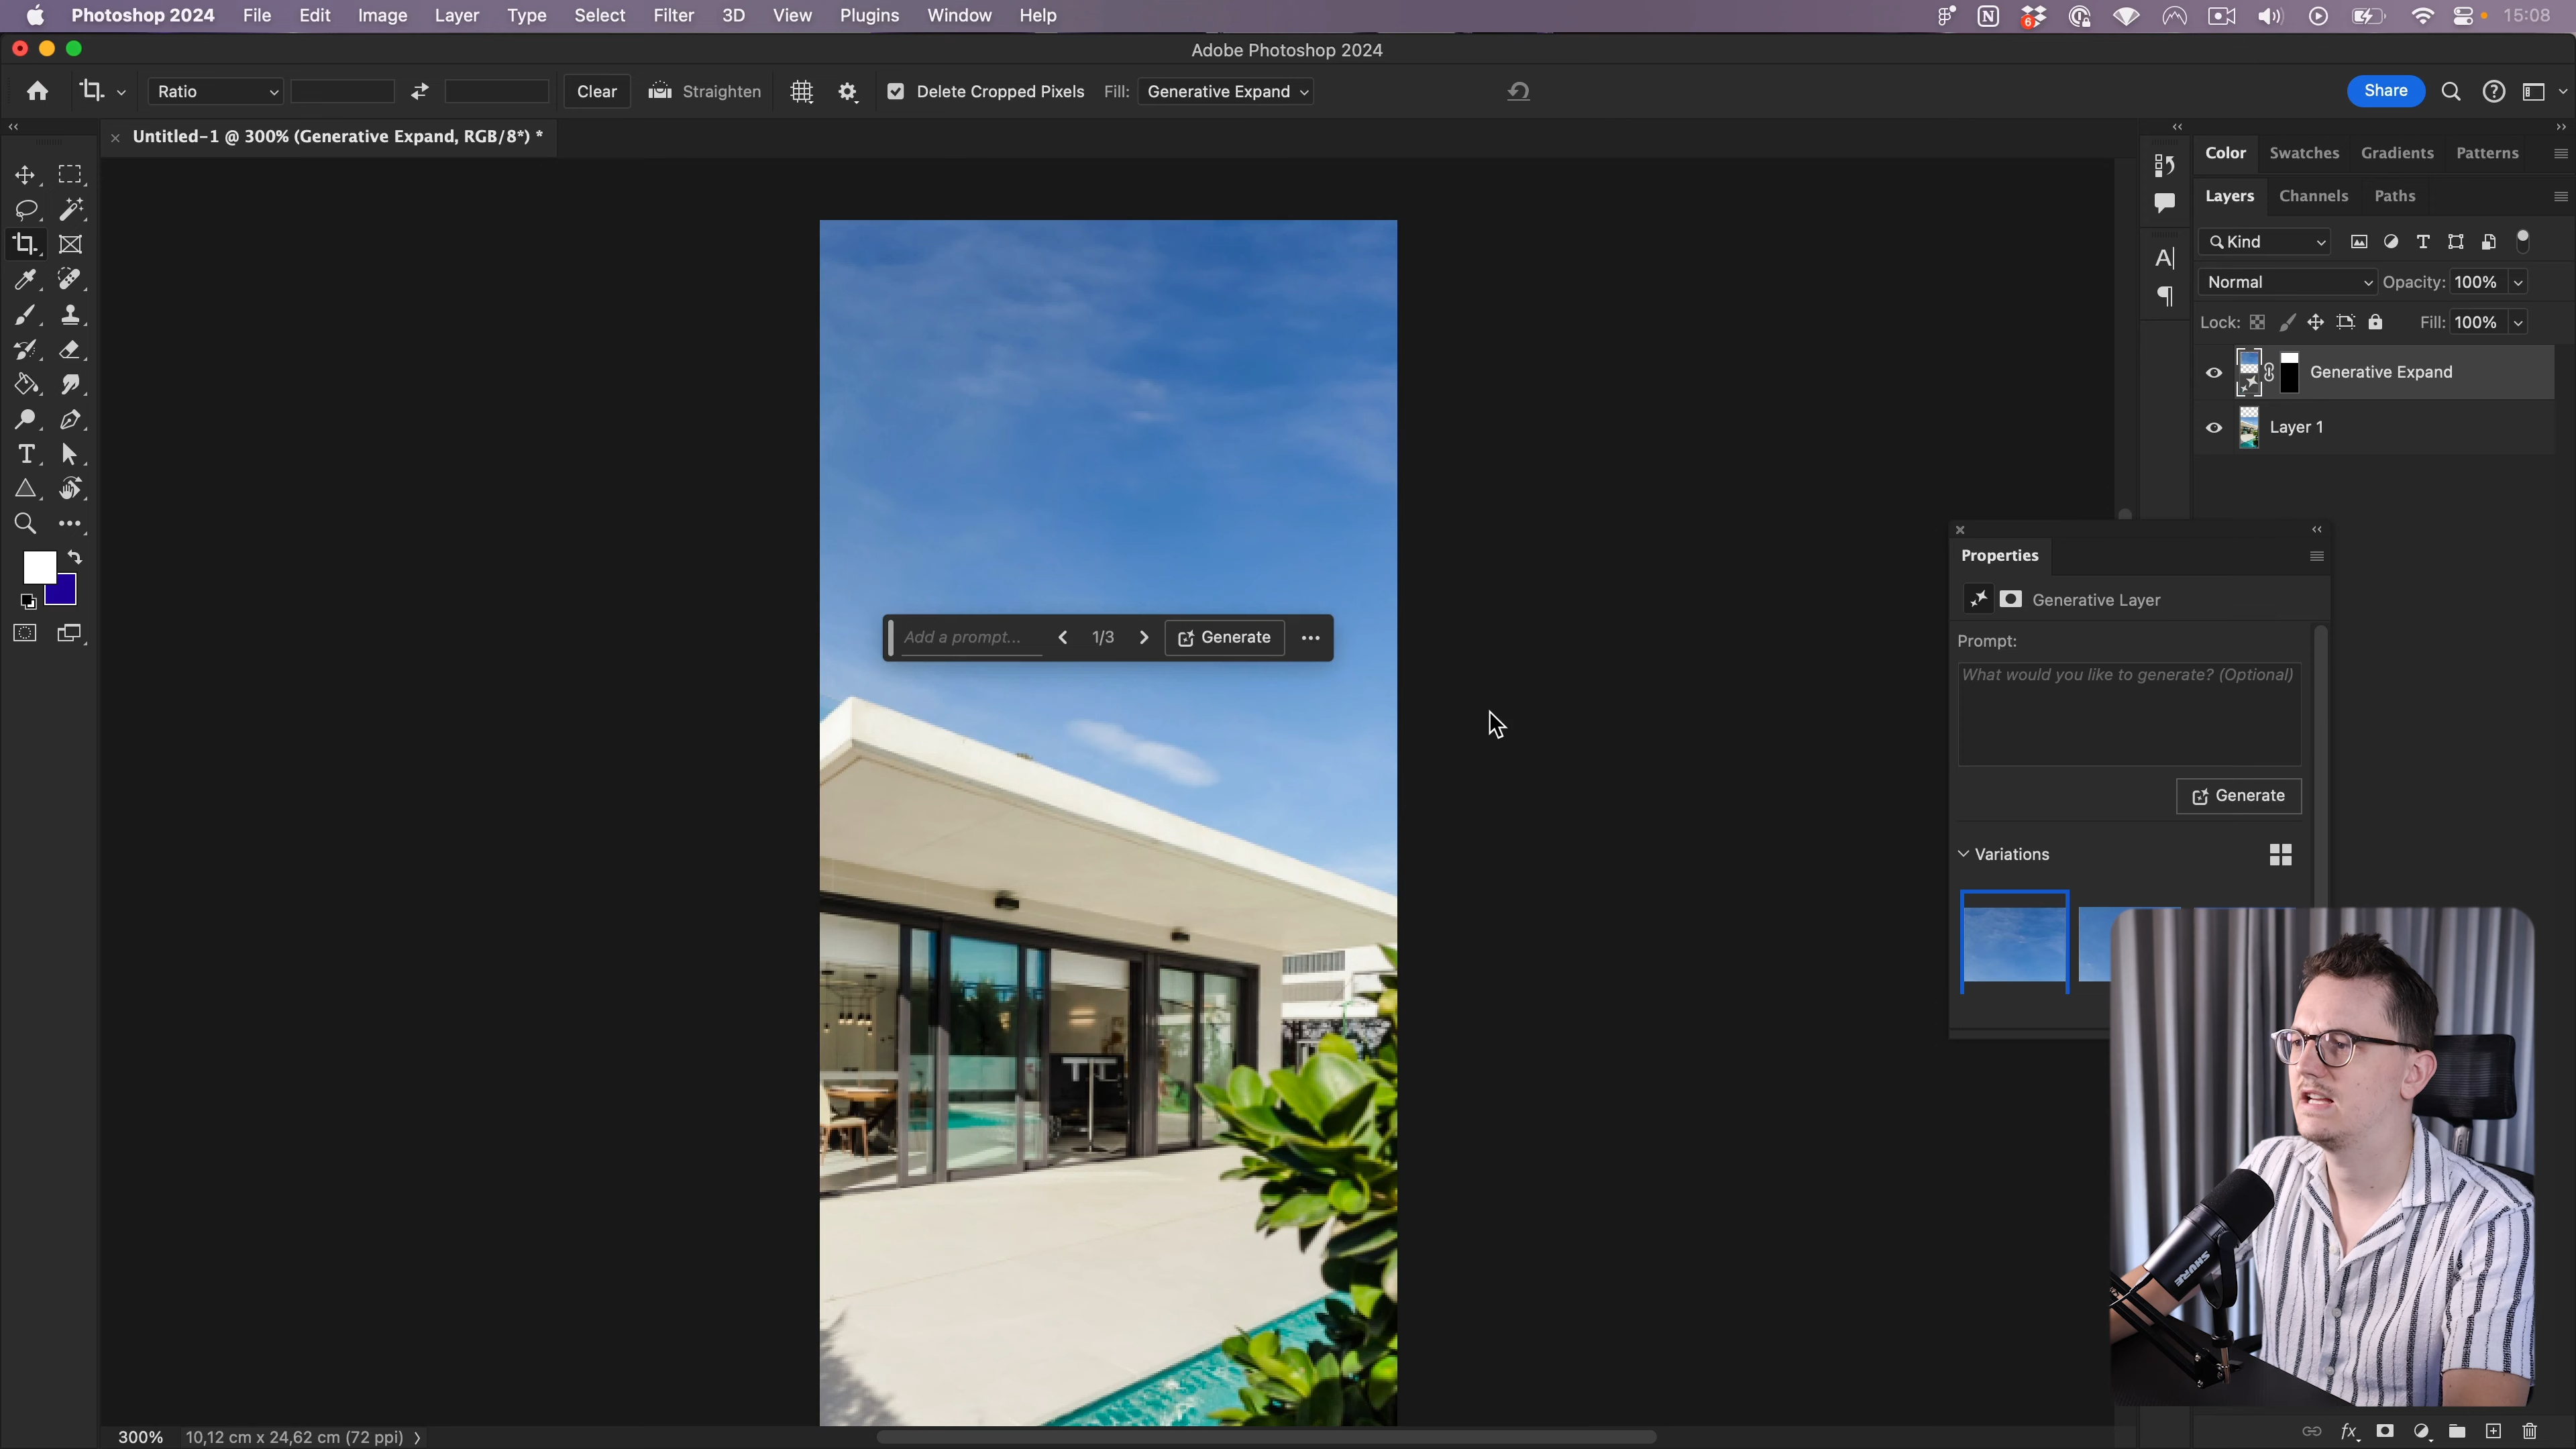 Photoshop 2024 File Edit Image Layer Type Select Filter 3D View Plugins Window Help 6 15:08
Adobe Photoshop 2024
Ratio Clear Straighten Delete Cropped Pixels Fill: Generative Expand Share
Untitled-1 @ 300% (Generative Expand, RGB/8*) *
Color Swatches Gradients Patterns
Layers Channels Paths
Kind
Normal Opacity: 100%
Lock: Fill: 100%
Generative Expand
Layer 1
Add a prompt... 1/3 Generate
Properties
Generative Layer
Prompt:
What would you like to generate? (Optional)
Generate
Variations
SHURE
fx
300% 10,12 cm x 24,62 cm (72 ppi)